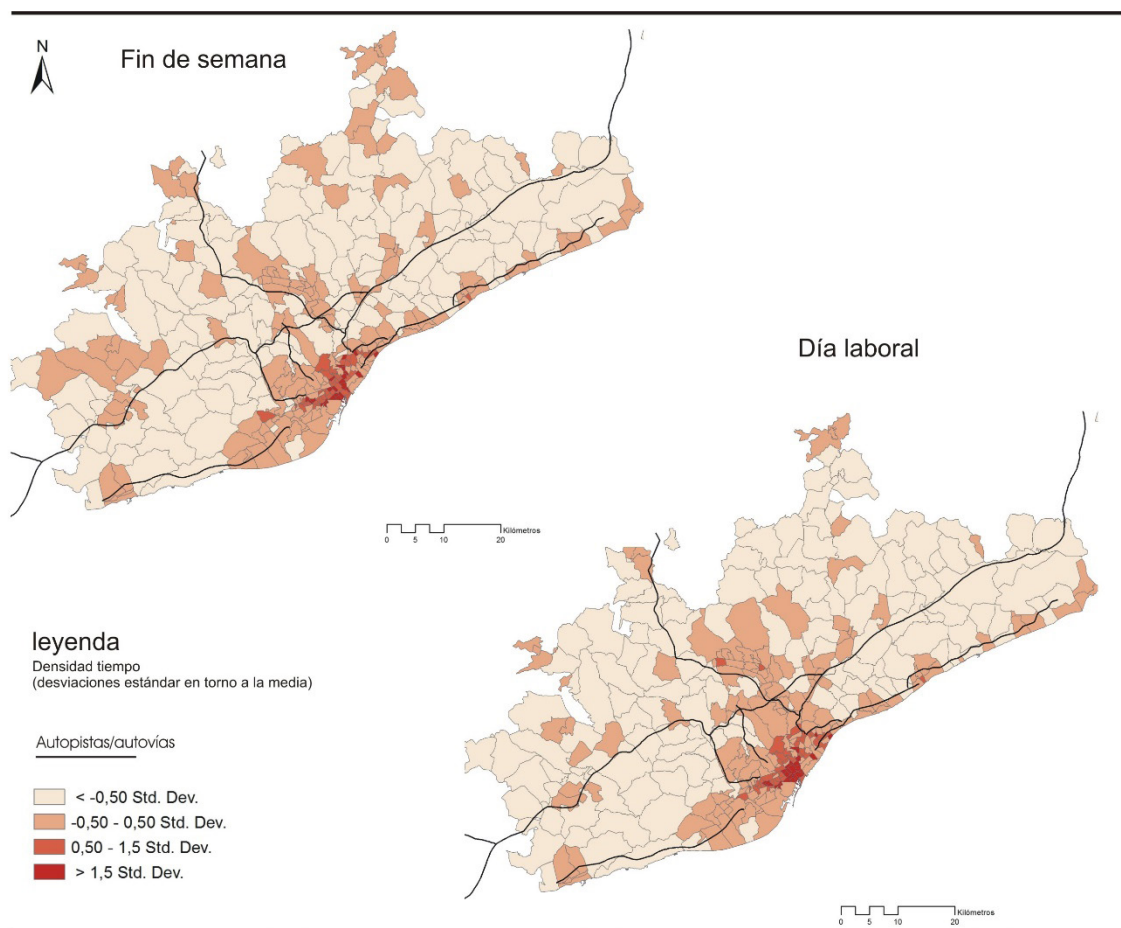 N
Fin de semana
Día laboral
0 5 10 20
Kilómetros
leyenda
Densidad tiempo
(desviaciones estándar en torno a la media)
Autopistas/autovías
< -0,50 Std. Dev.
-0,50 - 0,50 Std. Dev.
0,50 - 1,5 Std. Dev.
> 1,5 Std. Dev.
0 5 10 20
Kilómetros